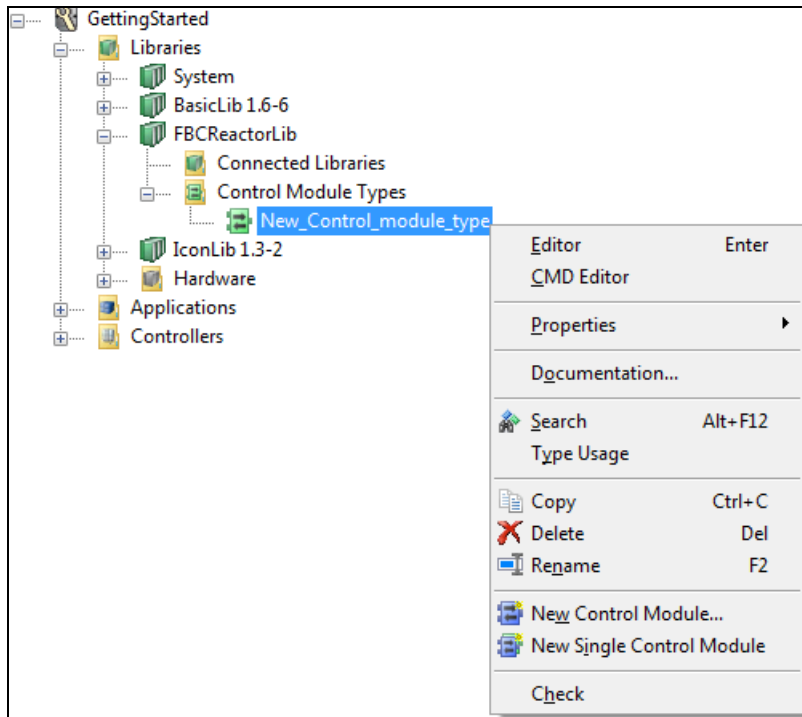 GettingStarted
Libraries
System
BasicLib 1.6-6
FBCReactorLib
Connected Libraries
Control Module Types
New_Control_module_type
IconLib 1.3-2
Hardware
Applications
Controllers
Editor Enter
CMD Editor
Properties
Documentation...
Search Alt+F12
Type Usage
Copy Ctrl+C
Delete Del
Rename F2
New Control Module...
New Single Control Module
Check